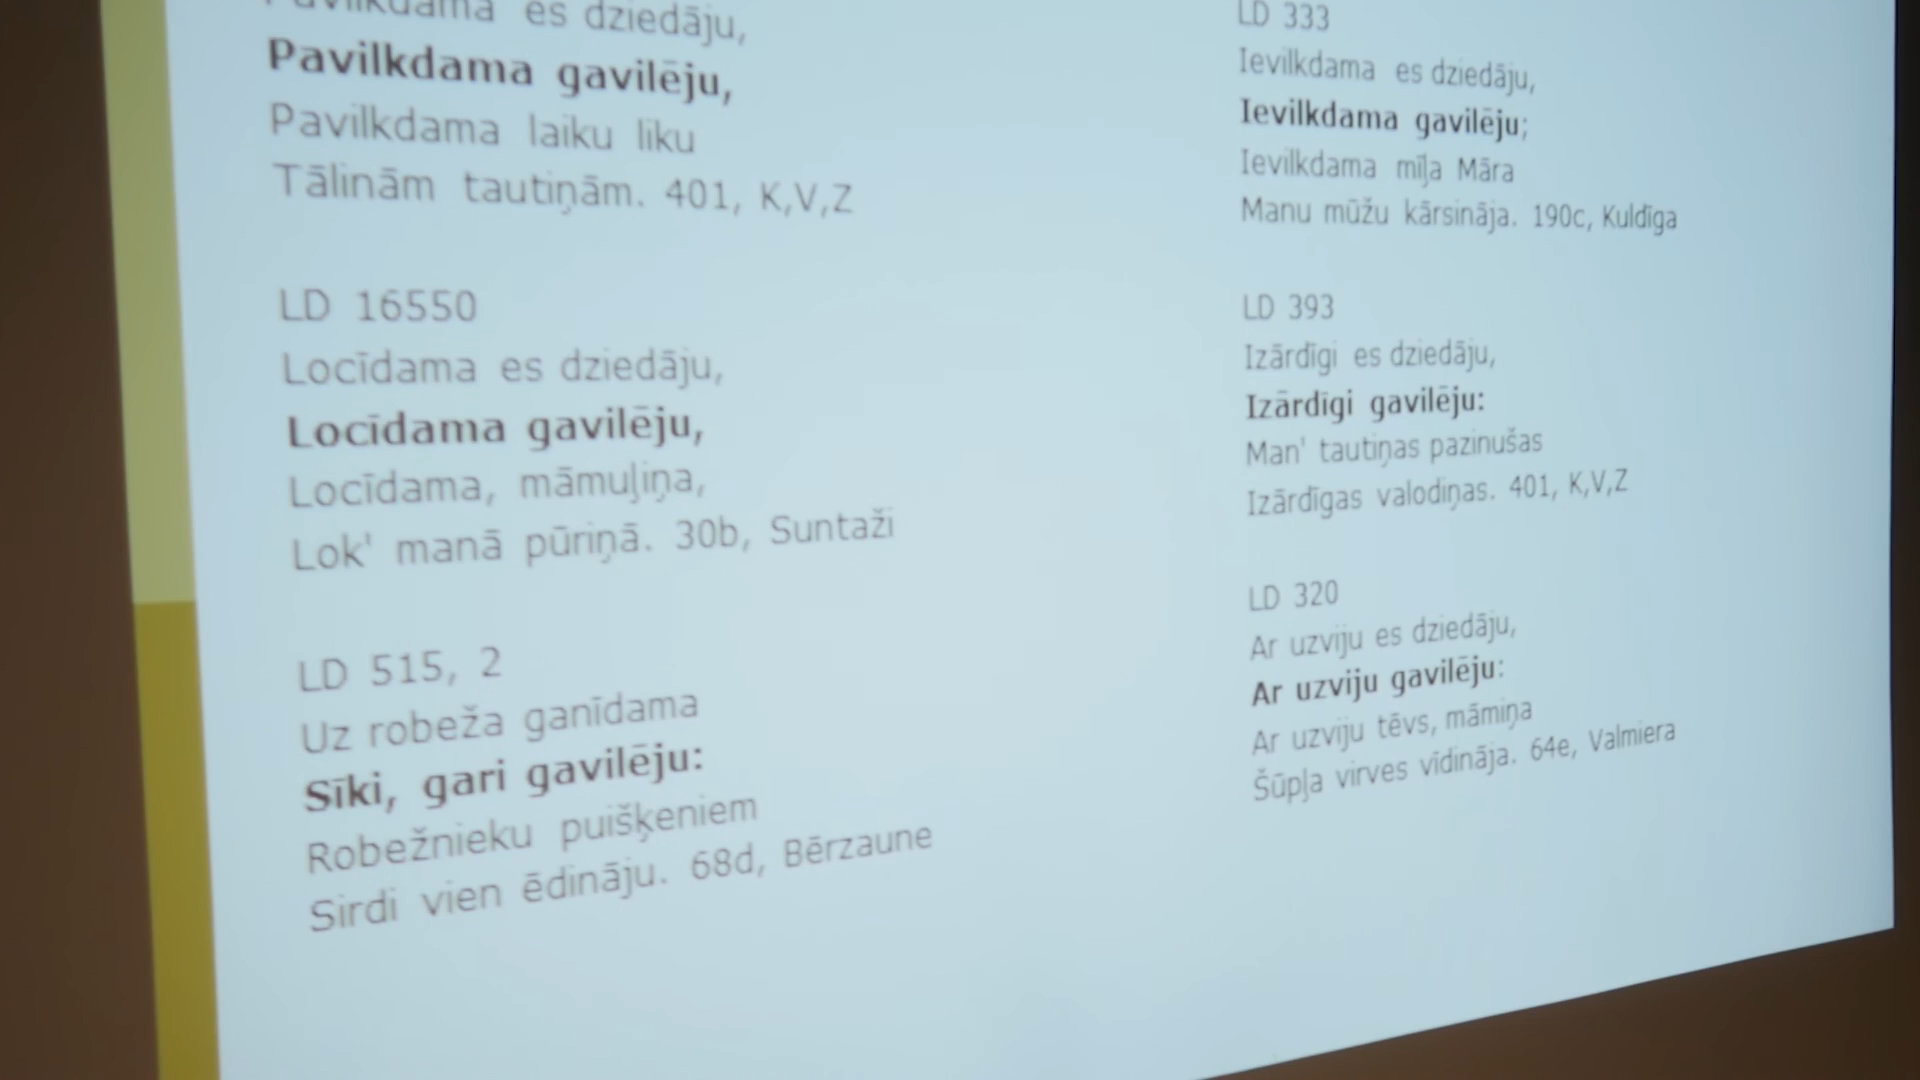 Pavilkdama es dziedāju,
Pavilkdama gavilēju,
Pavilkdama laiku liku
Tālinām tautiņām. 401, K,V,Z
LD 16550
Locīdama es dziedāju,
Locīdama gavilēju,
Locīdama, māmuļiņa,
Lok' manā pūriņā. 30b, Suntaži
LD 515, 2
Uz robeža ganīdama
Sīki, gari gavilēju:
Robežnieku puišķeniem
Sirdi vien ēdināju. 68d, Bērzaune
LD 333
Ievilkdama es dziedāju,
Ievilkdama gavilēju;
Ievilkdama mīļa Māra
Manu mūžu kārsināja. 190c, Kuldīga
LD 393
Izārdīgi es dziedāju,
Izārdīgi gavilēju:
Man' tautiņas pazinušas
Izārdīgas valodiņas. 401, K,V,Z
LD 320
Ar uzviju es dziedāju,
Ar uzviju gavilēju:
Ar uzviju tēvs, māmiņa
Šūpļa virves vīdināja. 64e, Valmiera